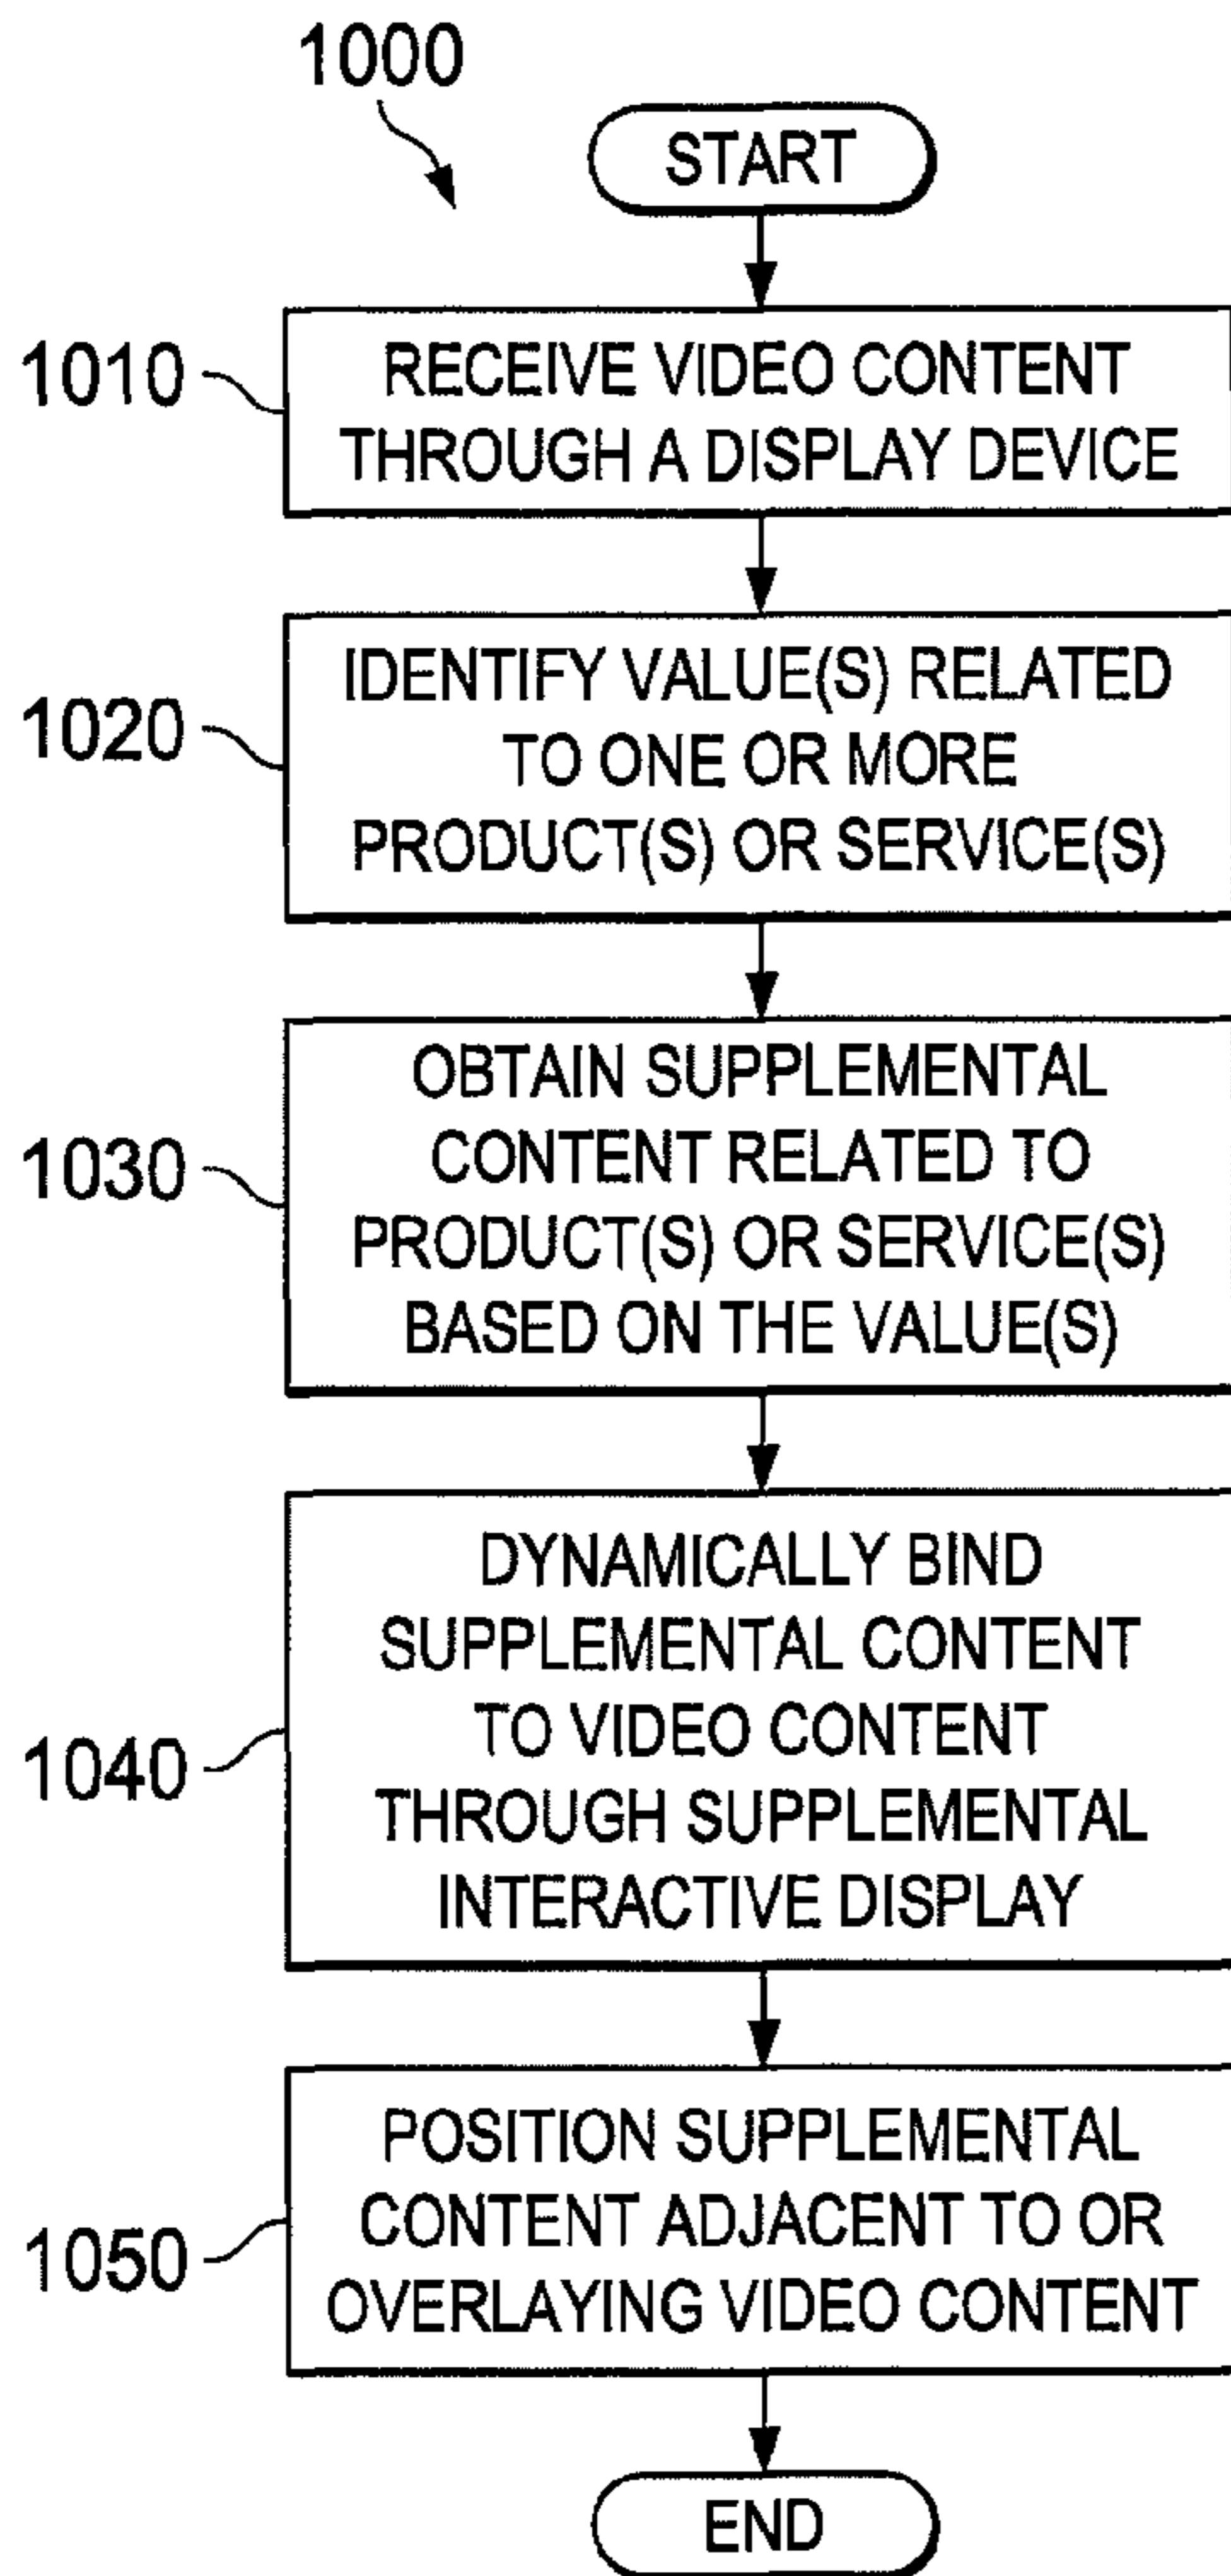 1000
START
1010
RECEIVE VIDEO CONTENT
THROUGH A DISPLAY DEVICE
1020
IDENTIFY VALUE(S) RELATED
TO ONE OR MORE
PRODUCT(S) OR SERVICE(S)
1030
OBTAIN SUPPLEMENTAL
CONTENT RELATED TO
PRODUCT(S) OR SERVICE(S)
BASED ON THE VALUE(S)
1040
DYNAMICALLY BIND
SUPPLEMENTAL CONTENT
TO VIDEO CONTENT
THROUGH SUPPLEMENTAL
INTERACTIVE DISPLAY
1050
POSITION SUPPLEMENTAL
CONTENT ADJACENT TO OR
OVERLAYING VIDEO CONTENT
END